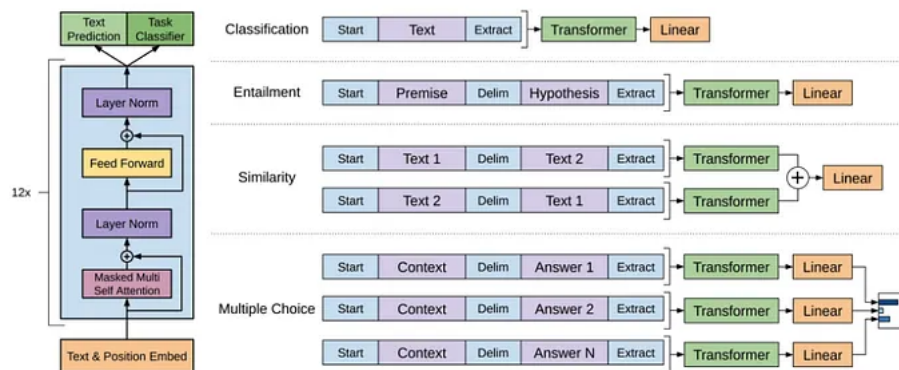 Text
Prediction
Task
Classifier
Layer Norm
Feed Forward
12x
Layer Norm
Masked Multi
Self Attention
Text & Position Embed
Classification
Start Text Extract Transformer Linear
Entailment
Start Premise Delim Hypothesis Extract Transformer Linear
Similarity
Start Text 1 Delim Text 2 Extract Transformer
Linear
Start Text 2 Delim Text 1 Extract Transformer
Multiple Choice
Start Context Delim Answer 1 Extract Transformer Linear
Start Context Delim Answer 2 Extract Transformer Linear
Start Context Delim Answer N Extract Transformer Linear